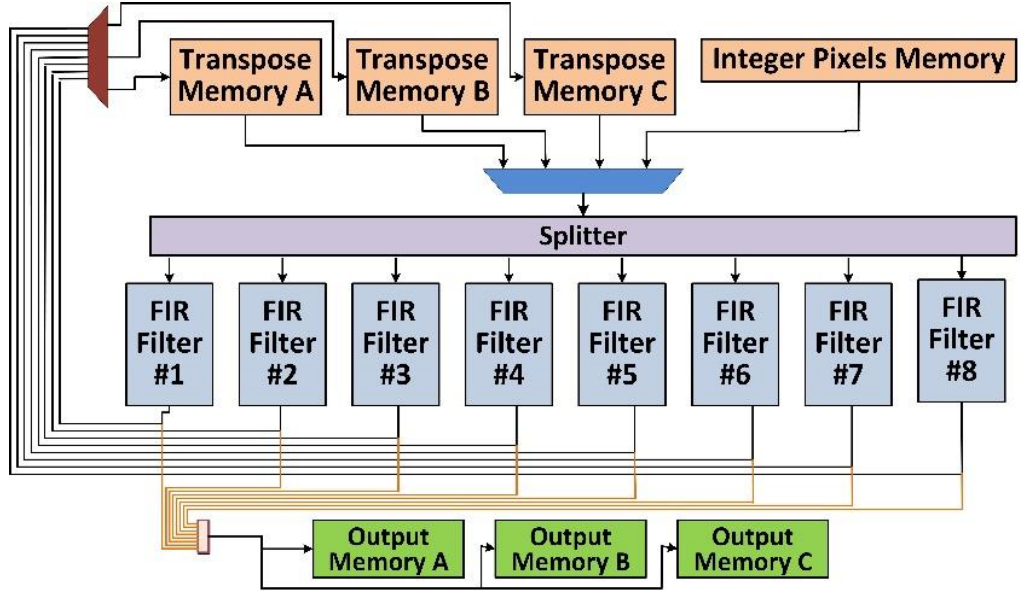 Transpose
Memory A
Transpose
Memory B
Transpose
Memory C
Integer Pixels Memory
Splitter
FIR
Filter
#1
FIR
Filter
#2
FIR
Filter
#3
FIR
Filter
#4
FIR
Filter
#5
FIR
Filter
#6
FIR
Filter
#7
FIR
Filter
#8
Output
Memory A
Output
Memory B
Output
Memory C